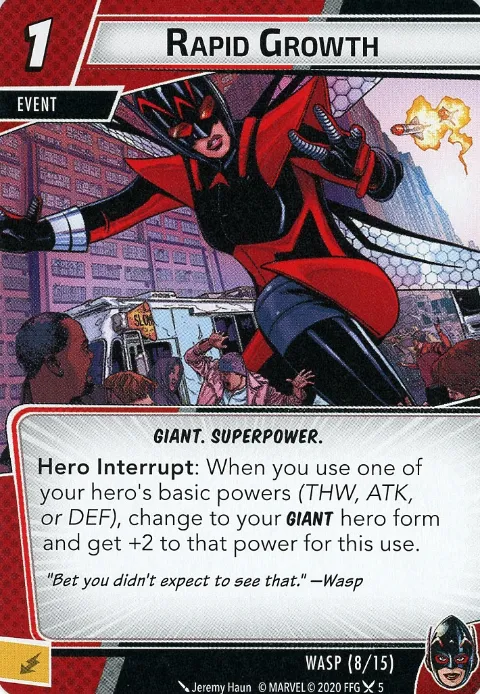 1
RAPID GROWTH
EVENT
SLOW
GIANT. SUPERPOWER.
Hero Interrupt: When you use one of
your hero's basic powers (THW, ATK,
or DEF), change to your GIANT hero form
and get +2 to that power for this use.
"Bet you didn't expect to see that." —Wasp
WASP (8/15)
Jeremy Haun © MARVEL © 2020 FFG 5